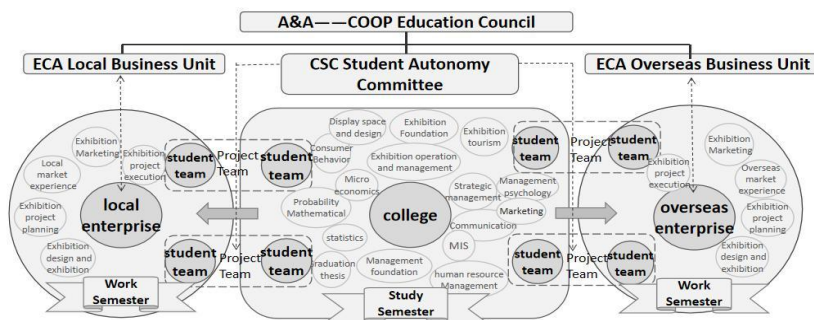 A&A——COOP Education Council
ECA Local Business Unit
CSC Student Autonomy
Committee
ECA Overseas Business Unit
Exhibition
Marketing
Local
market
experience
Exhibition
project
execution
Exhibition
project
planning
Exhibition
design and
exhibition
local
enterprise
Work
Semester
student
team
Project
Team
student
team
student
team
Project
Team
student
team
Display space
and design
Exhibition
Foundation
Exhibition
tourism
Consumer
Behavior
Exhibition operation
and management
Micro
economics
Strategic
management
Management
psychology
Probability
Mathematical
college
Marketing
Communication
statistics
MIS
Graduation
thesis
Management
foundation
human resource
Management
Study
Semester
student
team
Project
Team
student
team
student
team
Project
Team
student
team
Exhibition
Marketing
Exhibition
project
execution
Overseas
market
experience
overseas
enterprise
Exhibition
project
planning
Exhibition
design and
exhibition
Work
Semester